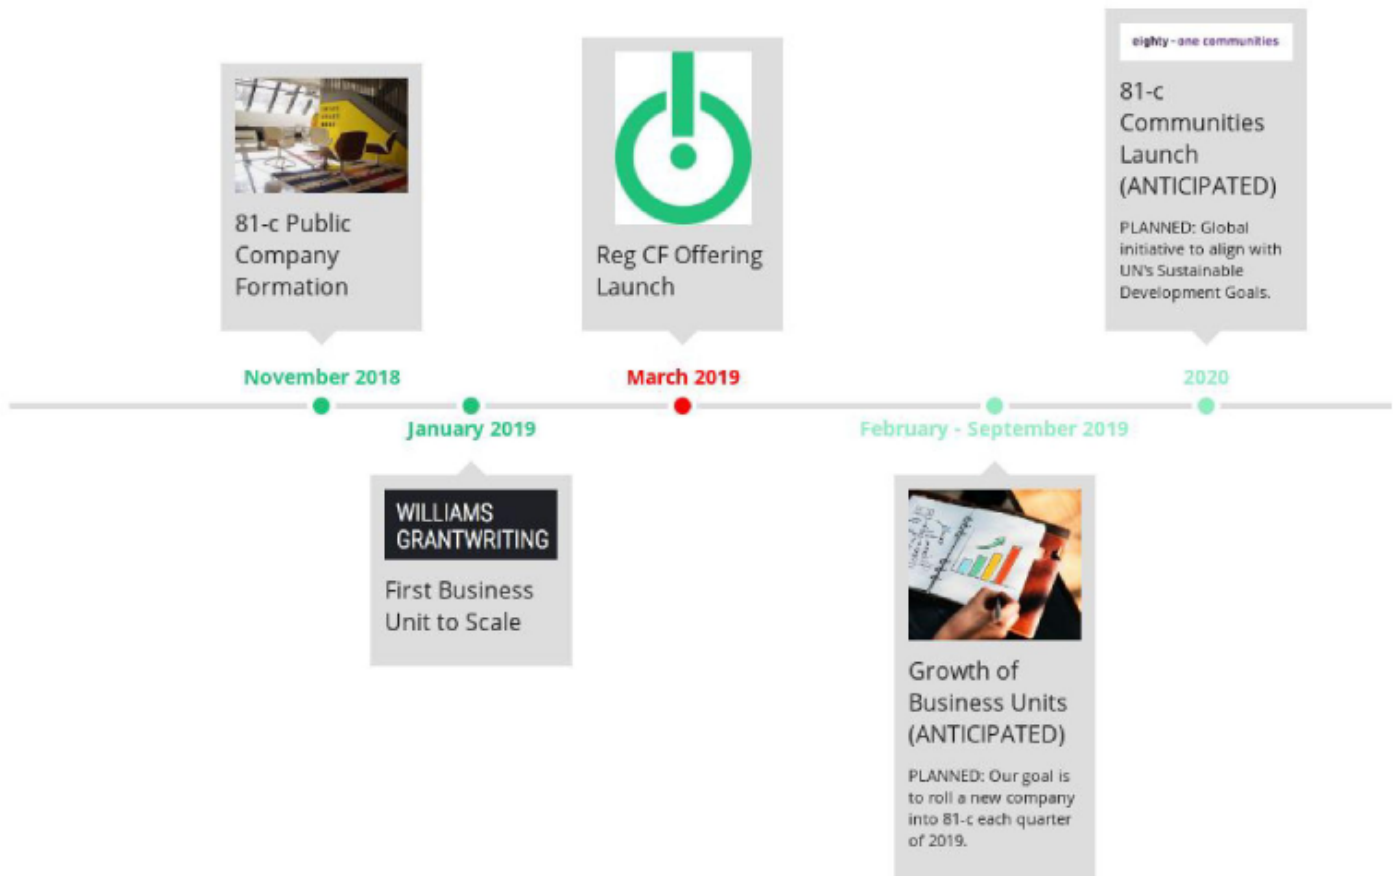 81-c Public
Company
Formation
November 2018
WILLIAMS
GRANTWRITING
First Business
Unit to Scale
January 2019
Reg CF Offering
Launch
March 2019
February - September 2019
Growth of
Business Units
(ANTICIPATED)
PLANNED: Our goal is
to roll a new company
into 81-c each quarter
of 2019.
eighty-one communities
81-c
Communities
Launch
(ANTICIPATED)
PLANNED: Global
initiative to align with
UN's Sustainable
Development Goals.
2020